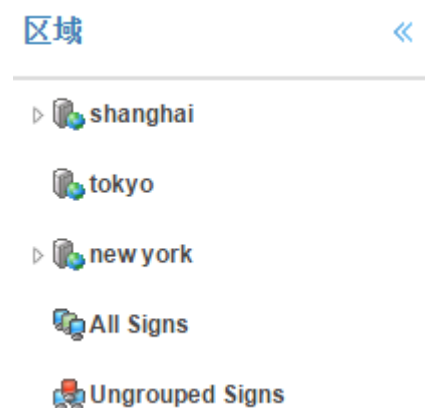 区域
shanghai
tokyo
new york
All Signs
Ungrouped Signs